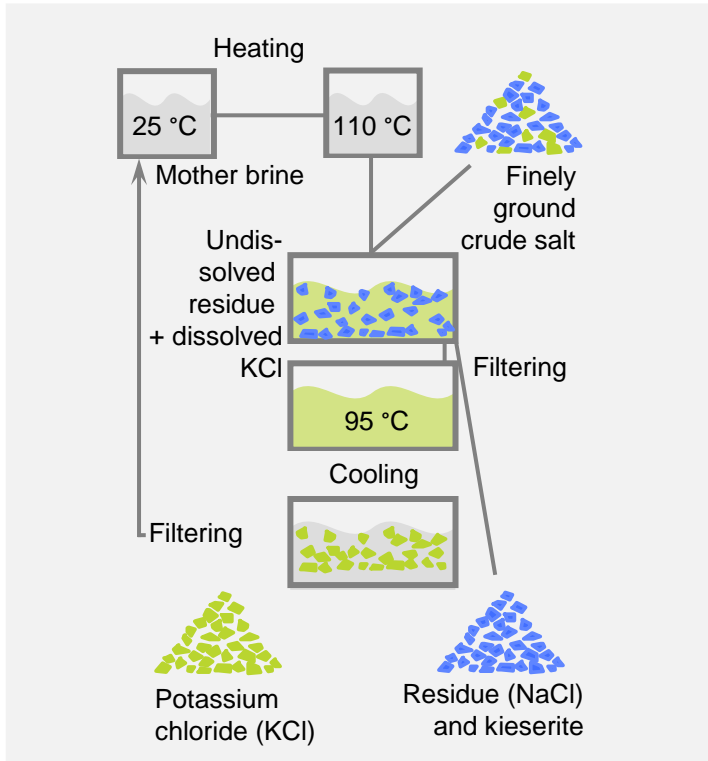 Heating
25 °C
110 °C
Mother brine
Finely
ground
crude salt
Undis-
solved
residue
+ dissolved
KCl
Filtering
95 °C
Cooling
Filtering
Potassium
chloride (KCl)
Residue (NaCl)
and kieserite